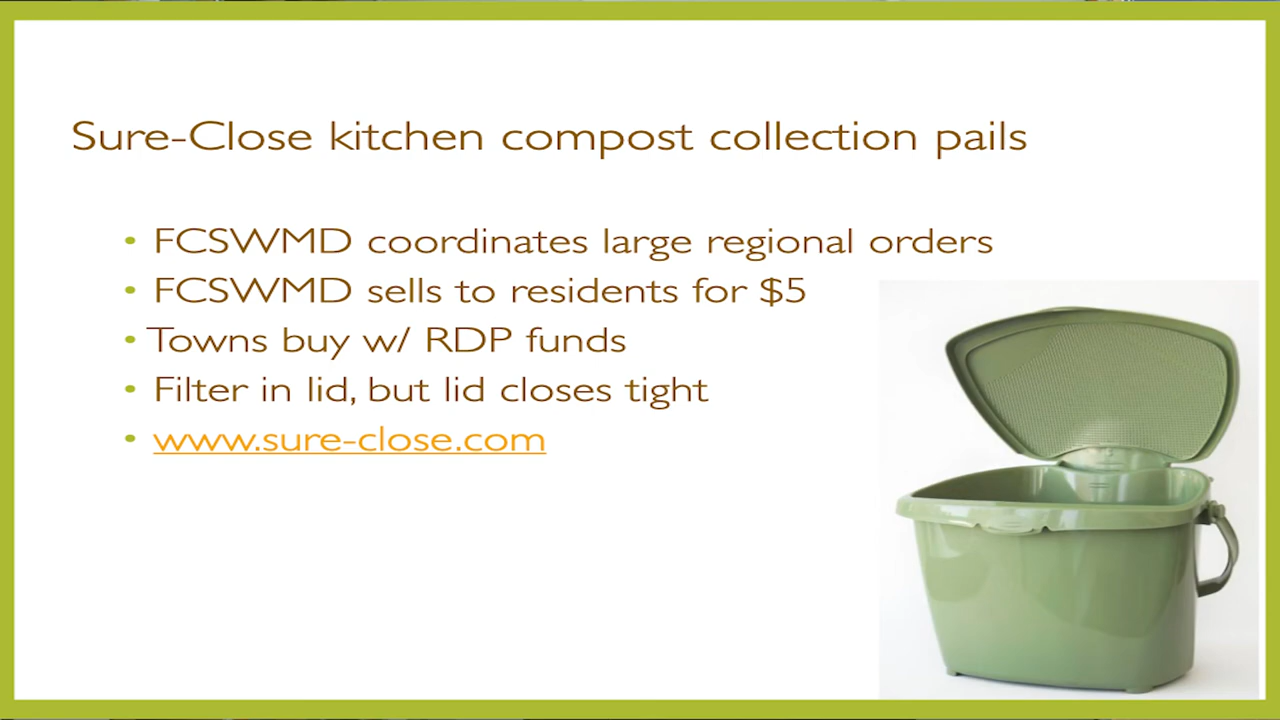 Sure-Close kitchen compost collection pails
• FCSWMD coordinates large regional orders
• FCSWMD sells to residents for $5
• Towns buy w/ RDP funds
• Filter in lid, but lid closes tight
• www.sure-close.com